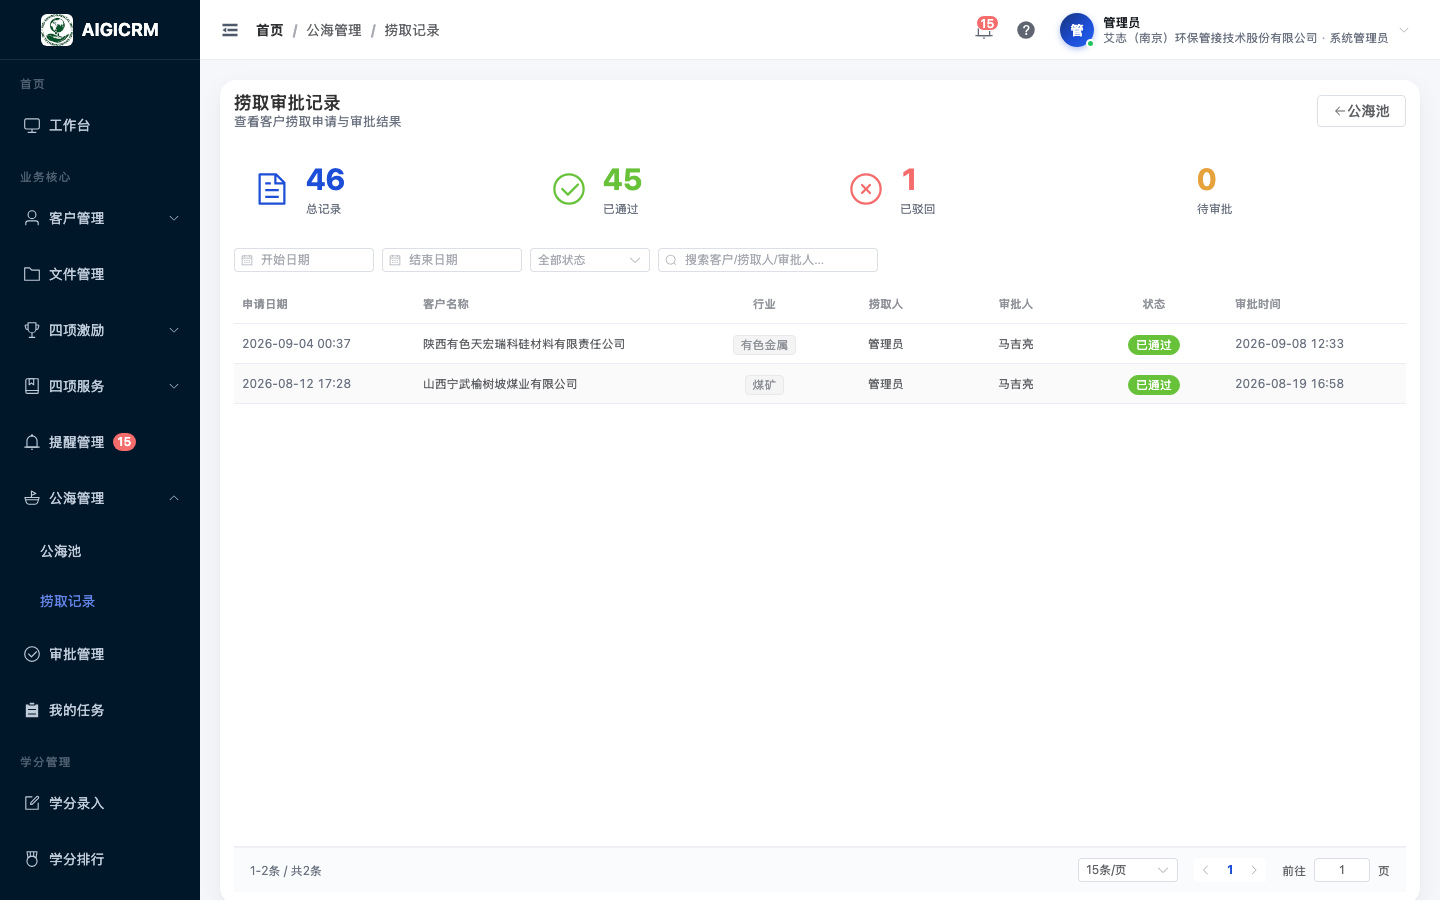 AIGICRM
首页
工作台
业务核心
客户管理
文件管理
四项激励
四项服务
提醒管理 15
公海管理
公海池
捞取记录
审批管理
我的任务
学分管理
学分录入
学分排行
首页 / 公海管理 / 捞取记录
15
管
管理员
艾志（南京）环保管接技术股份有限公司 · 系统管理员
捞取审批记录
查看客户捞取申请与审批结果
公海池
46
总记录
45
已通过
1
已驳回
0
待审批
开始日期 结束日期 全部状态 搜索客户/捞取人/审批人...
申请日期 客户名称 行业 捞取人 审批人 状态 审批时间
2026-09-04 00:37 陕西有色天宏瑞科硅材料有限责任公司 有色金属 管理员 马吉亮 已通过 2026-09-08 12:33
2026-08-12 17:28 山西宁武榆树坡煤业有限公司 煤矿 管理员 马吉亮 已通过 2026-08-19 16:58
1-2条 / 共2条 15条/页 1 前往 1 页